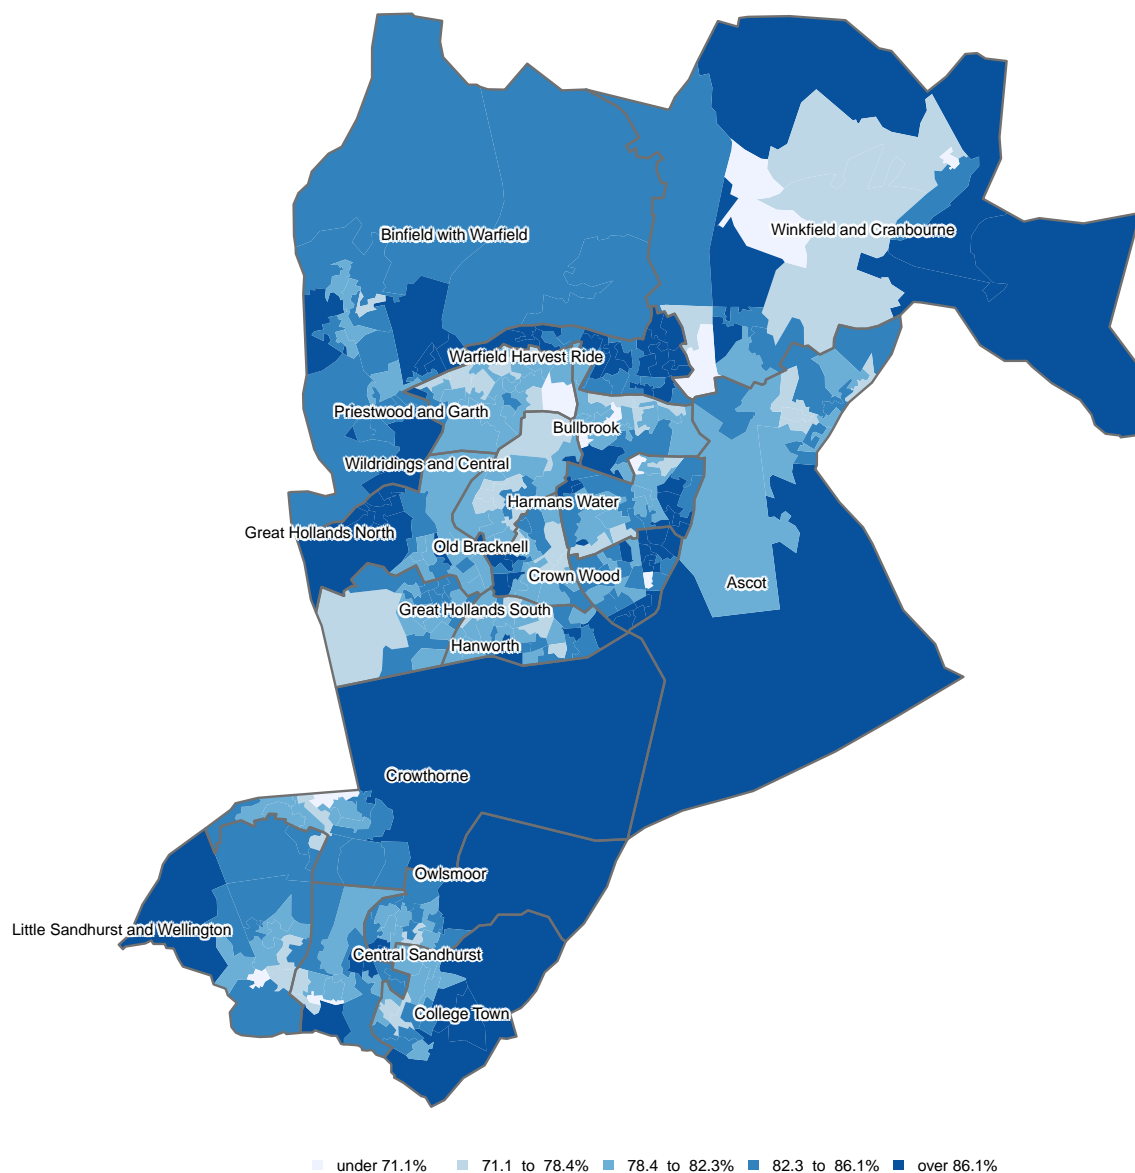 Binfield with Warfield
Winkfield and Cranbourne
Warfield Harvest Ride
Priestwood and Garth
Bullbrook
Wildridings and Central
Harmans Water
Great Hollands North
Old Bracknell
Crown Wood
Ascot
Great Hollands South
Hanworth
Crowthorne
Owlsmoor
Little Sandhurst and Wellington
Central Sandhurst
College Town
under 71.1% 71.1 to 78.4% 78.4 to 82.3% 82.3 to 86.1% over 86.1%